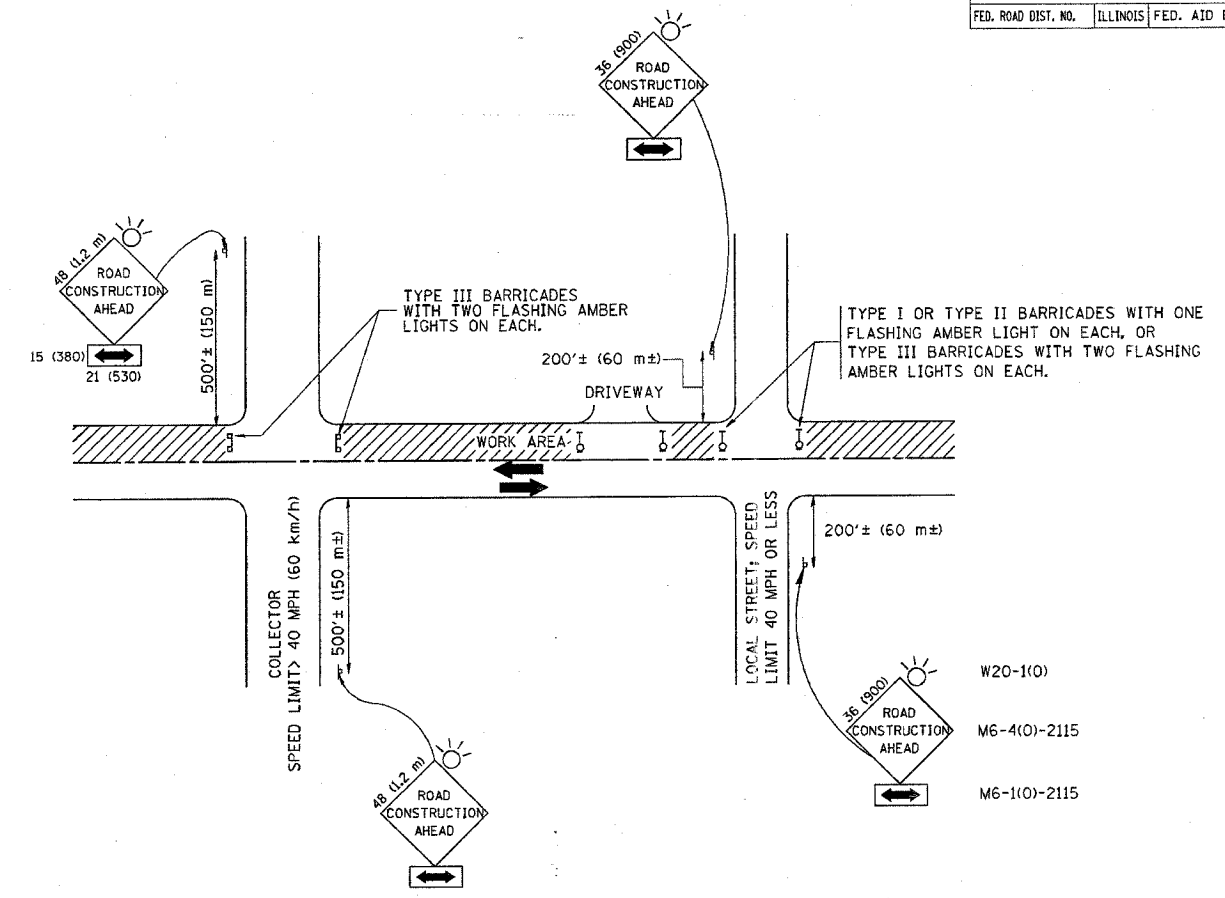 FED. ROAD DIST. NO. ILLINOIS FED. AID
36 (900)
ROAD
CONSTRUCTION
AHEAD
48 (1.2 m)
ROAD
CONSTRUCTION
AHEAD
15 (380)
21 (530)
500'± (150 m)
TYPE III BARRICADES
WITH TWO FLASHING AMBER
LIGHTS ON EACH.
200'± (60 m±)
DRIVEWAY
TYPE I OR TYPE II BARRICADES WITH ONE
FLASHING AMBER LIGHT ON EACH, OR
TYPE III BARRICADES WITH TWO FLASHING
AMBER LIGHTS ON EACH.
WORK AREA
COLLECTOR
SPEED LIMIT> 40 MPH (60 km/h)
500'± (150 m±)
LOCAL STREET; SPEED
LIMIT 40 MPH OR LESS
200'± (60 m±)
36 (900)
ROAD
CONSTRUCTION
AHEAD
W20-1(O)
M6-4(O)-2115
M6-1(O)-2115
48 (1.2 m)
ROAD
CONSTRUCTION
AHEAD